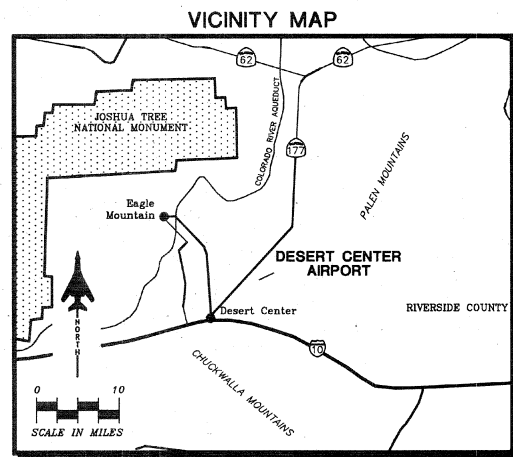 VICINITY MAP
62
62
JOSHUA TREE
NATIONAL MONUMENT
COLORADO RIVER AQUEDUCT
177
PALEN MOUNTAINS
Eagle
Mountain
DESERT CENTER
AIRPORT
Desert Center
RIVERSIDE COUNTY
NORTH
10
CHUCKWALLA MOUNTAINS
0 10
SCALE IN MILES